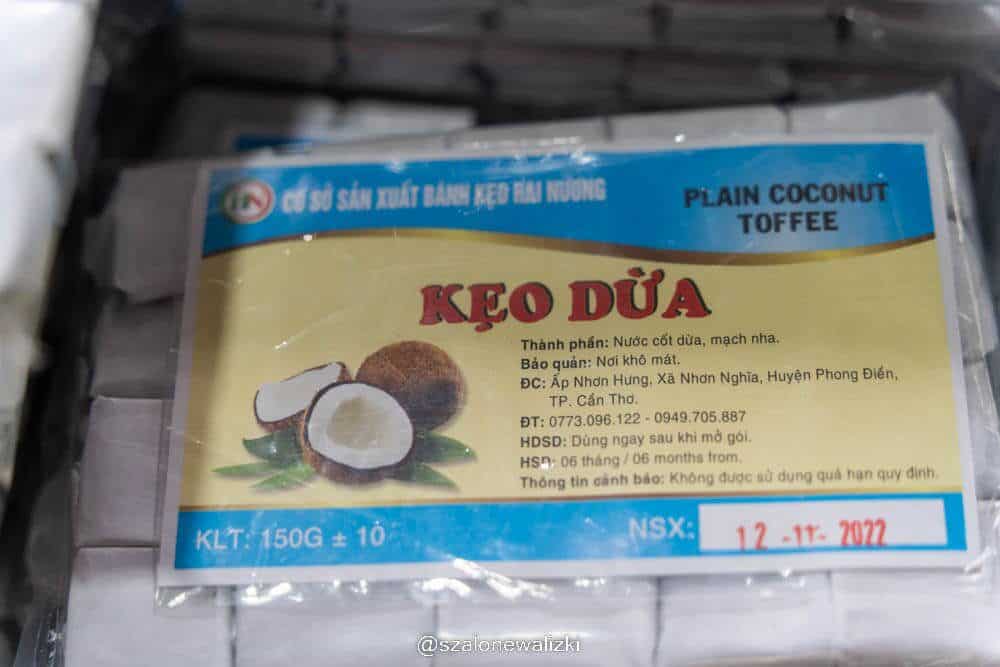 CƠ SỞ SẢN XUẤT BÁNH KẸO HAI NƯƠNG
PLAIN COCONUT
TOFFEE
KẸO DỪA
Thành phần: Nước cốt dừa, mạch nha.
Bảo quản: Nơi khô mát.
ĐC: Ấp Nhơn Hưng, Xã Nhơn Nghĩa, Huyện Phong Điền,
TP. Cần Thơ.
ĐT: 0773.096.122 - 0949.705.887
HDSD: Dùng ngay sau khi mở gói.
HSD: 06 tháng / 06 months from.
Thông tin cảnh báo: Không được sử dụng quá hạn quy định.
KLT: 150G ± 10
NSX: 12 -11- 2022
@szalonewalizki